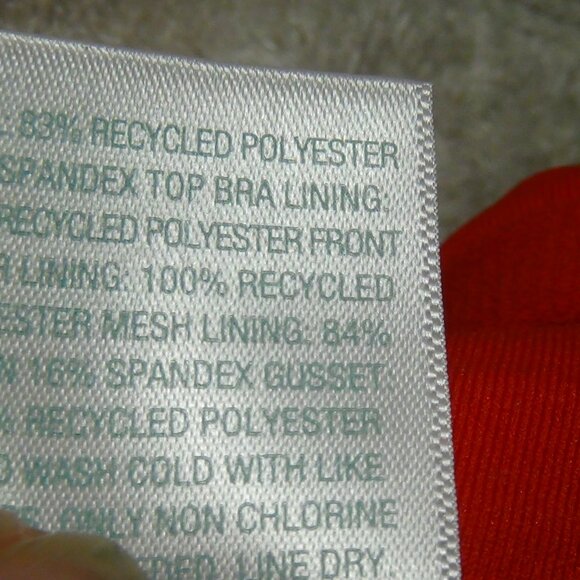 83% RECYCLED POLYESTER
SPANDEX TOP BRA LINING:
RECYCLED POLYESTER FRONT
LINING: 100% RECYCLED
ESTER MESH LINING: 84%
16% SPANDEX GUSSET
% RECYCLED POLYESTER
WASH COLD WITH LIKE
ONLY NON CHLORINE
LINE DRY.